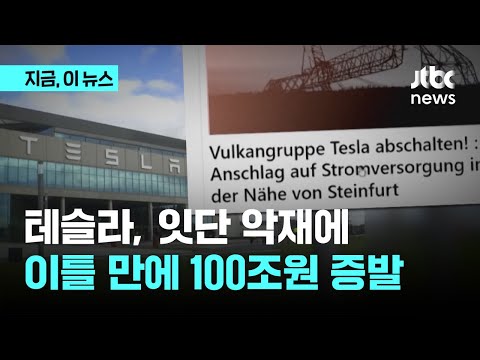 지금, 이 뉴스
jtbc
news
TESLA
Vulkangruppe Tesla abschalten! :
Anschlag auf Stromversorgung in
der Nähe von Steinfurt
테슬라, 잇단 악재에
이틀 만에 100조원 증발